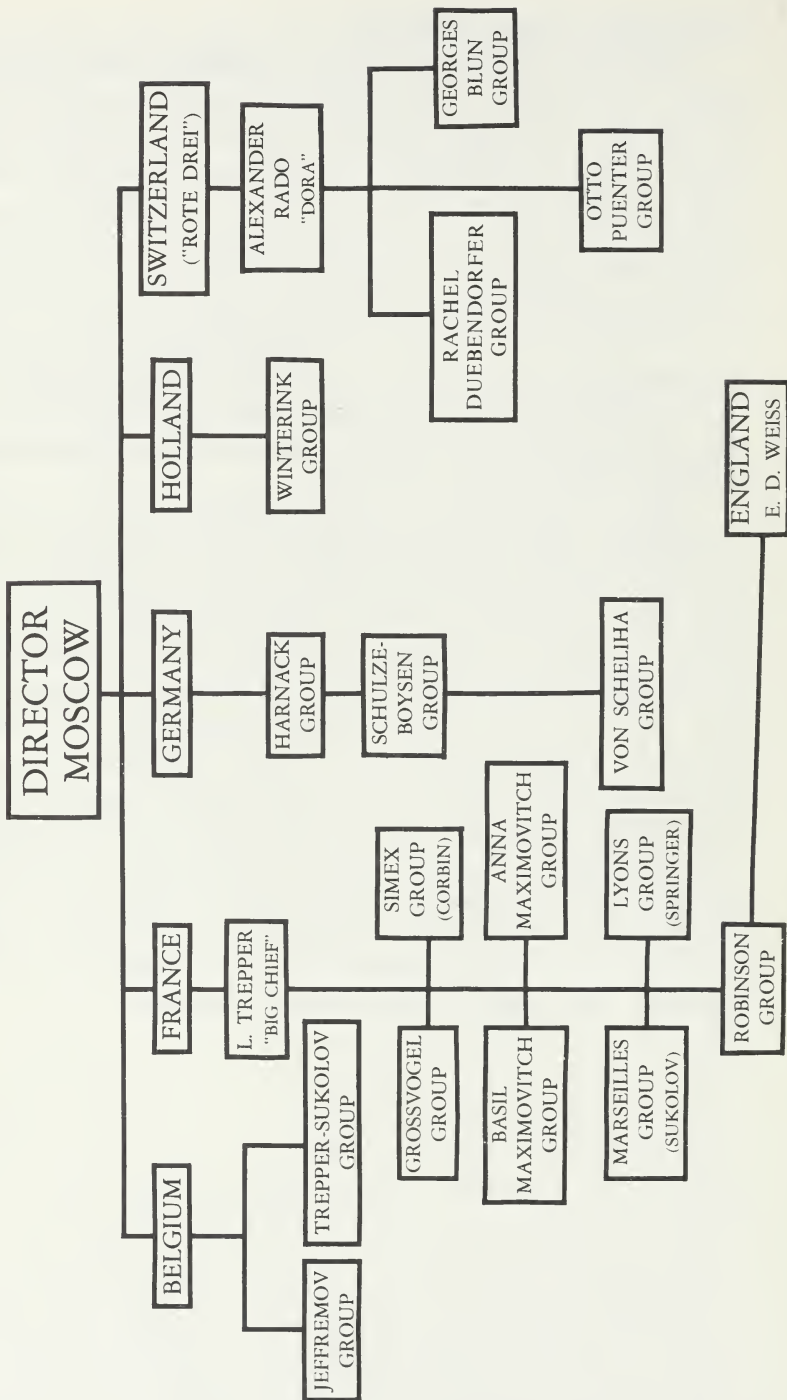 DIRECTOR
MOSCOW
BELGIUM
JEFFREMOV
GROUP
TREPPER-SUKOLOV
GROUP
FRANCE
L. TREPPER
"BIG CHIEF"
GROSSVOGEL
GROUP
SIMEX
GROUP
(CORBIN)
BASIL
MAXIMOVITCH
GROUP
ANNA
MAXIMOVITCH
GROUP
MARSEILLES
GROUP
(SUKOLOV)
LYONS
GROUP
(SPRINGER)
ROBINSON
GROUP
GERMANY
HARNACK
GROUP
SCHULZE-
BOYSEN
GROUP
VON SCHELIHA
GROUP
HOLLAND
WINTERINK
GROUP
SWITZERLAND
("ROTE DREI")
ALEXANDER
RADO
"DORA"
RACHEL
DUEBENDORFER
GROUP
GEORGES
BLUN
GROUP
OTTO
PUENTER
GROUP
ENGLAND
E. D. WEISS